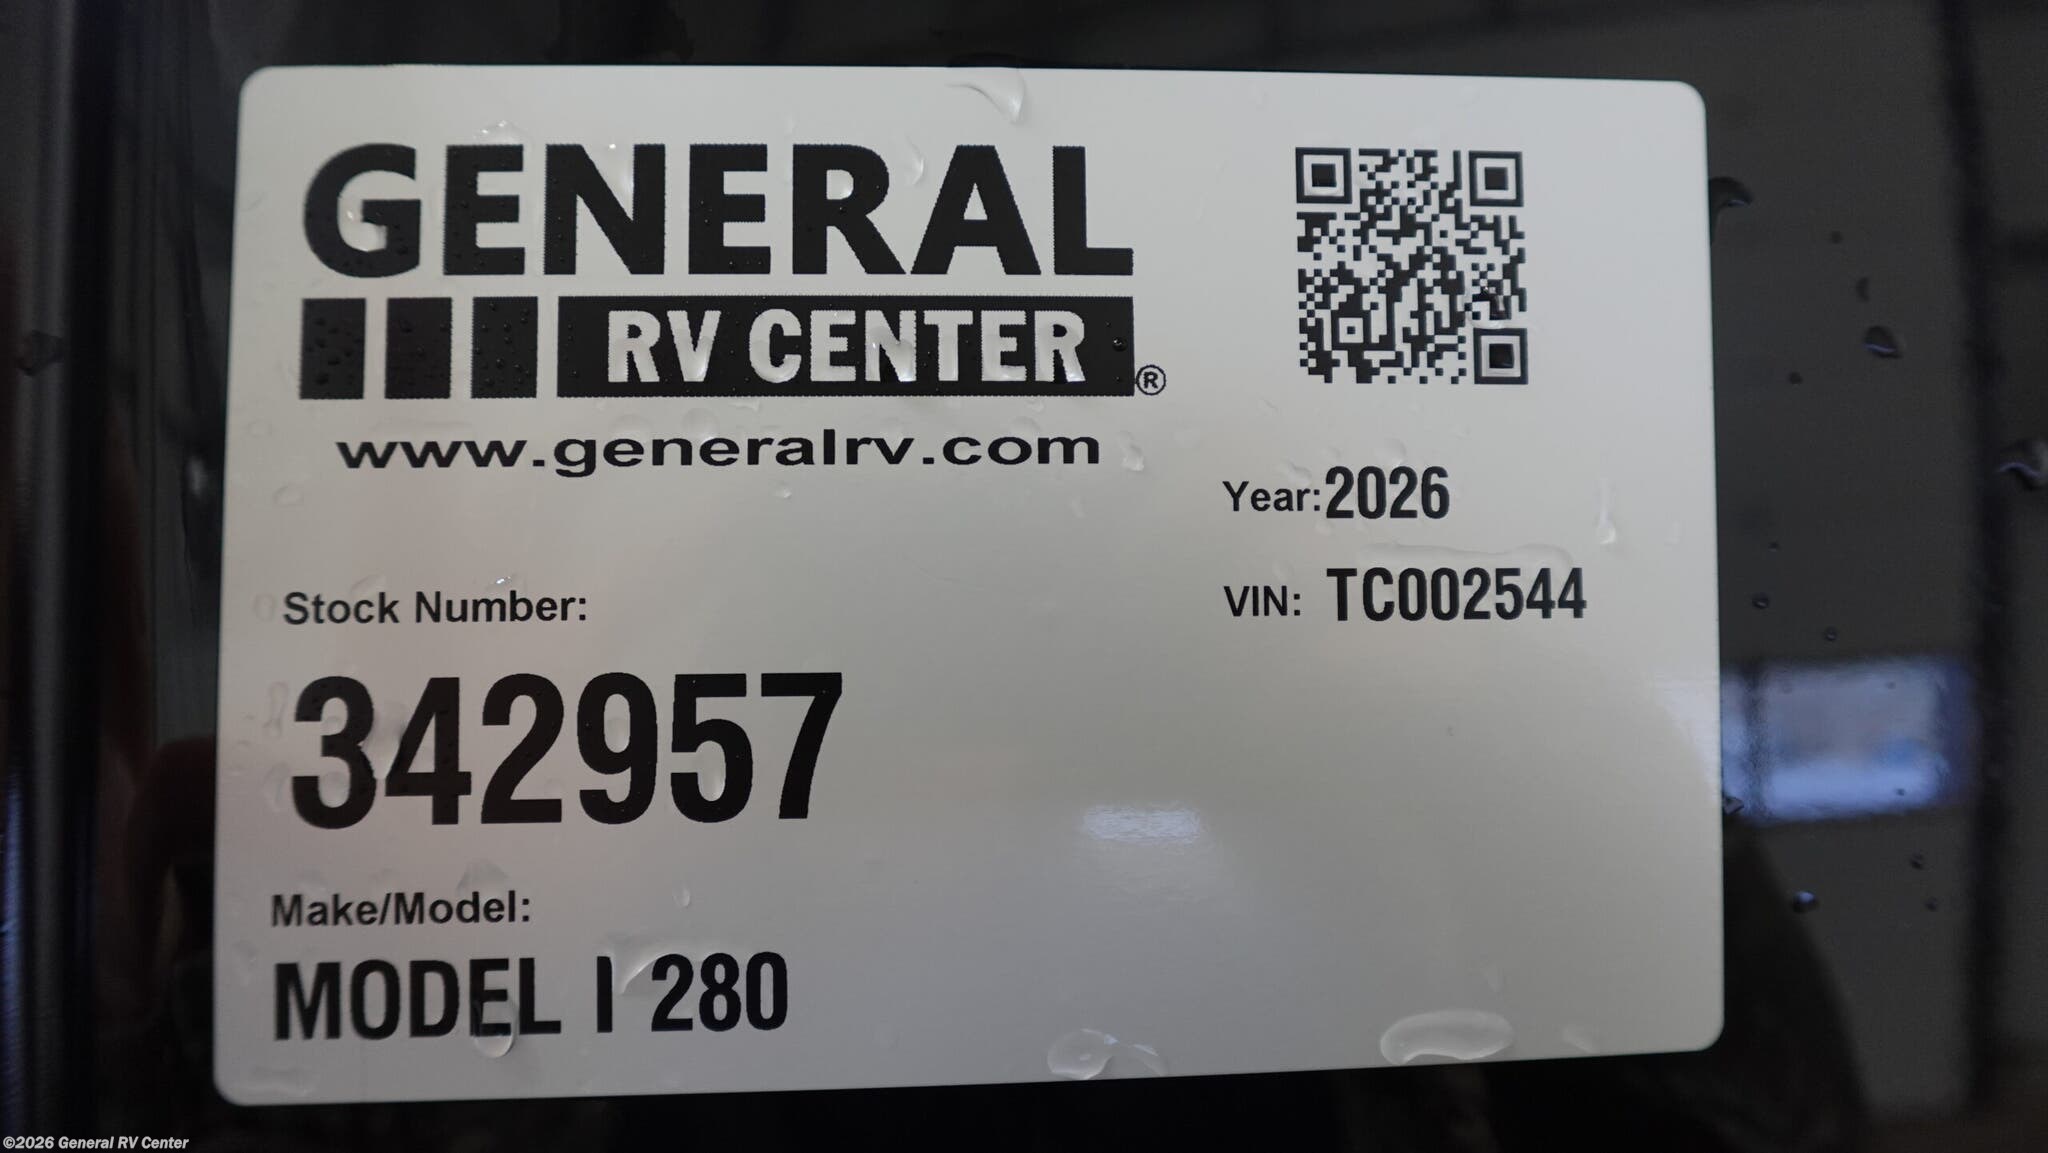 GENERAL
RV CENTER®
www.generalrv.com
Year: 2026
VIN: TC002544
Stock Number:
342957
Make/Model:
MODEL I 280
©2026 General RV Center